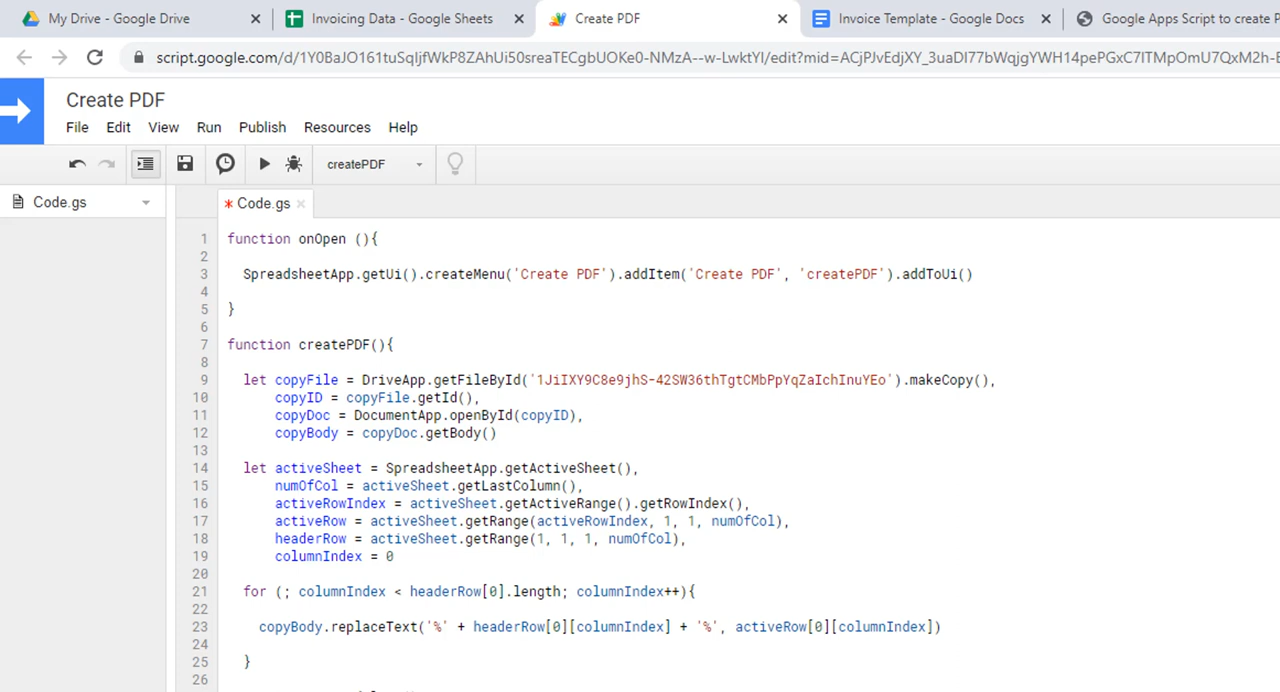 My Drive - Google Drive
Invoicing Data - Google Sheets
Create PDF
Invoice Template - Google Docs
Google Apps Script to create P
script.google.com/d/1Y0BaJO161tuSqIjfWkP8ZAhUi50sreaTECgbUOKe0-NMzA--w-LwktYl/edit?mid=ACjPJvEdjXY_3uaDI77bWqjgYWH14pePGxC7lTMpOmU7QxM2h-E
Create PDF
File Edit View Run Publish Resources Help
createPDF
Code.gs
* Code.gs
1 function onOpen (){
2
3 SpreadsheetApp.getUi().createMenu('Create PDF').addItem('Create PDF', 'createPDF').addToUi()
4
5 }
6
7 function createPDF(){
8
9 let copyFile = DriveApp.getFileById('1JiIXY9C8e9jhS-42SW36thTgtCMbPpYqZaIchInuYEo').makeCopy(),
10 copyID = copyFile.getId(),
11 copyDoc = DocumentApp.openById(copyID),
12 copyBody = copyDoc.getBody()
13
14 let activeSheet = SpreadsheetApp.getActiveSheet(),
15 numOfCol = activeSheet.getLastColumn(),
16 activeRowIndex = activeSheet.getActiveRange().getRowIndex(),
17 activeRow = activeSheet.getRange(activeRowIndex, 1, 1, numOfCol),
18 headerRow = activeSheet.getRange(1, 1, 1, numOfCol),
19 columnIndex = 0
20
21 for (; columnIndex < headerRow[0].length; columnIndex++){
22
23 copyBody.replaceText('%' + headerRow[0][columnIndex] + '%', activeRow[0][columnIndex])
24
25 }
26